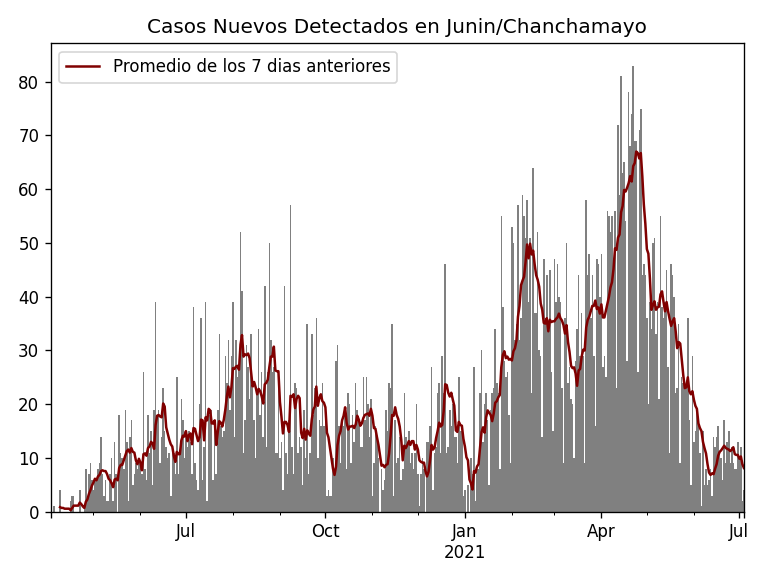 Casos Nuevos Detectados en Junin/Chanchamayo
Promedio de los 7 dias anteriores
80
70
60
50
40
30
20
10
0
Jul
Oct
Jan
2021
Apr
Jul